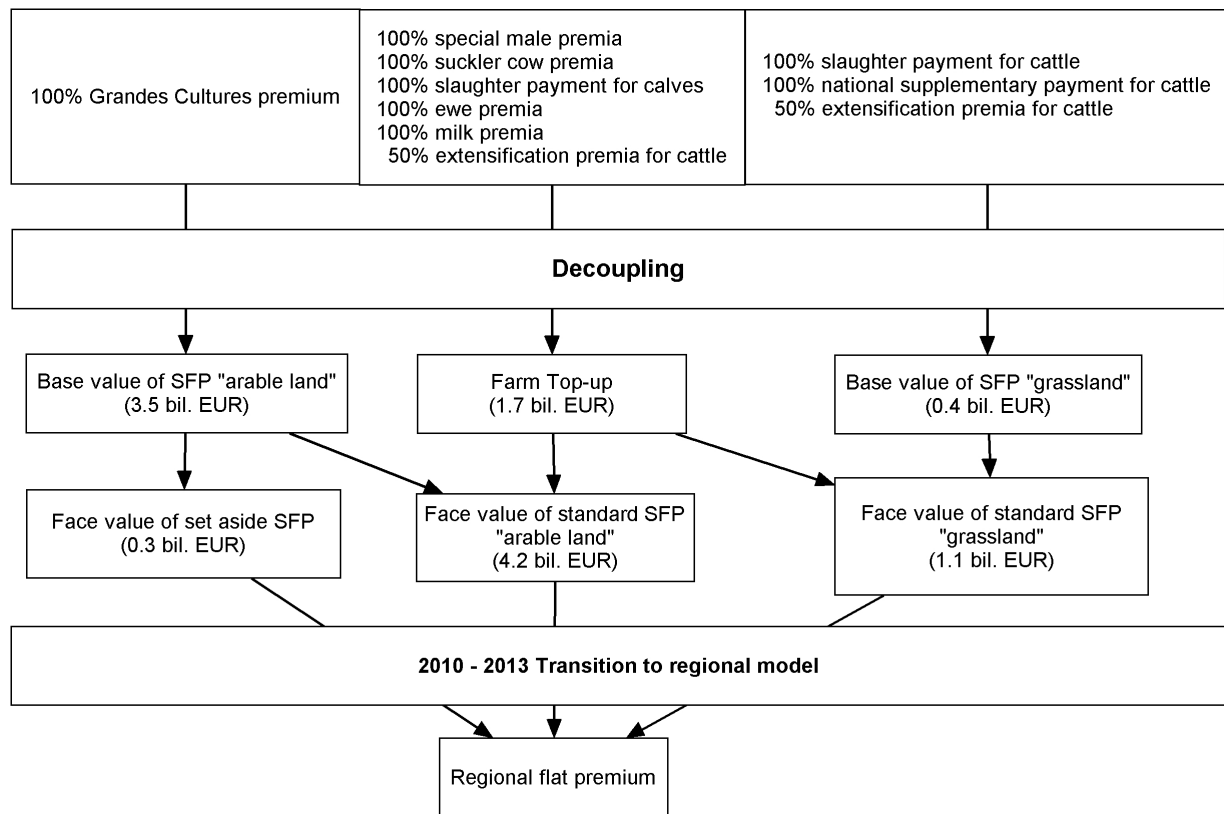 100% Grandes Cultures premium
100% special male premia
100% suckler cow premia
100% slaughter payment for calves
100% ewe premia
100% milk premia
50% extensification premia for cattle
100% slaughter payment for cattle
100% national supplementary payment for cattle
50% extensification premia for cattle
Decoupling
Base value of SFP "arable land"
(3.5 bil. EUR)
Farm Top-up
(1.7 bil. EUR)
Base value of SFP "grassland"
(0.4 bil. EUR)
Face value of set aside SFP
(0.3 bil. EUR)
Face value of standard SFP
"arable land"
(4.2 bil. EUR)
Face value of standard SFP
"grassland"
(1.1 bil. EUR)
2010 - 2013 Transition to regional model
Regional flat premium